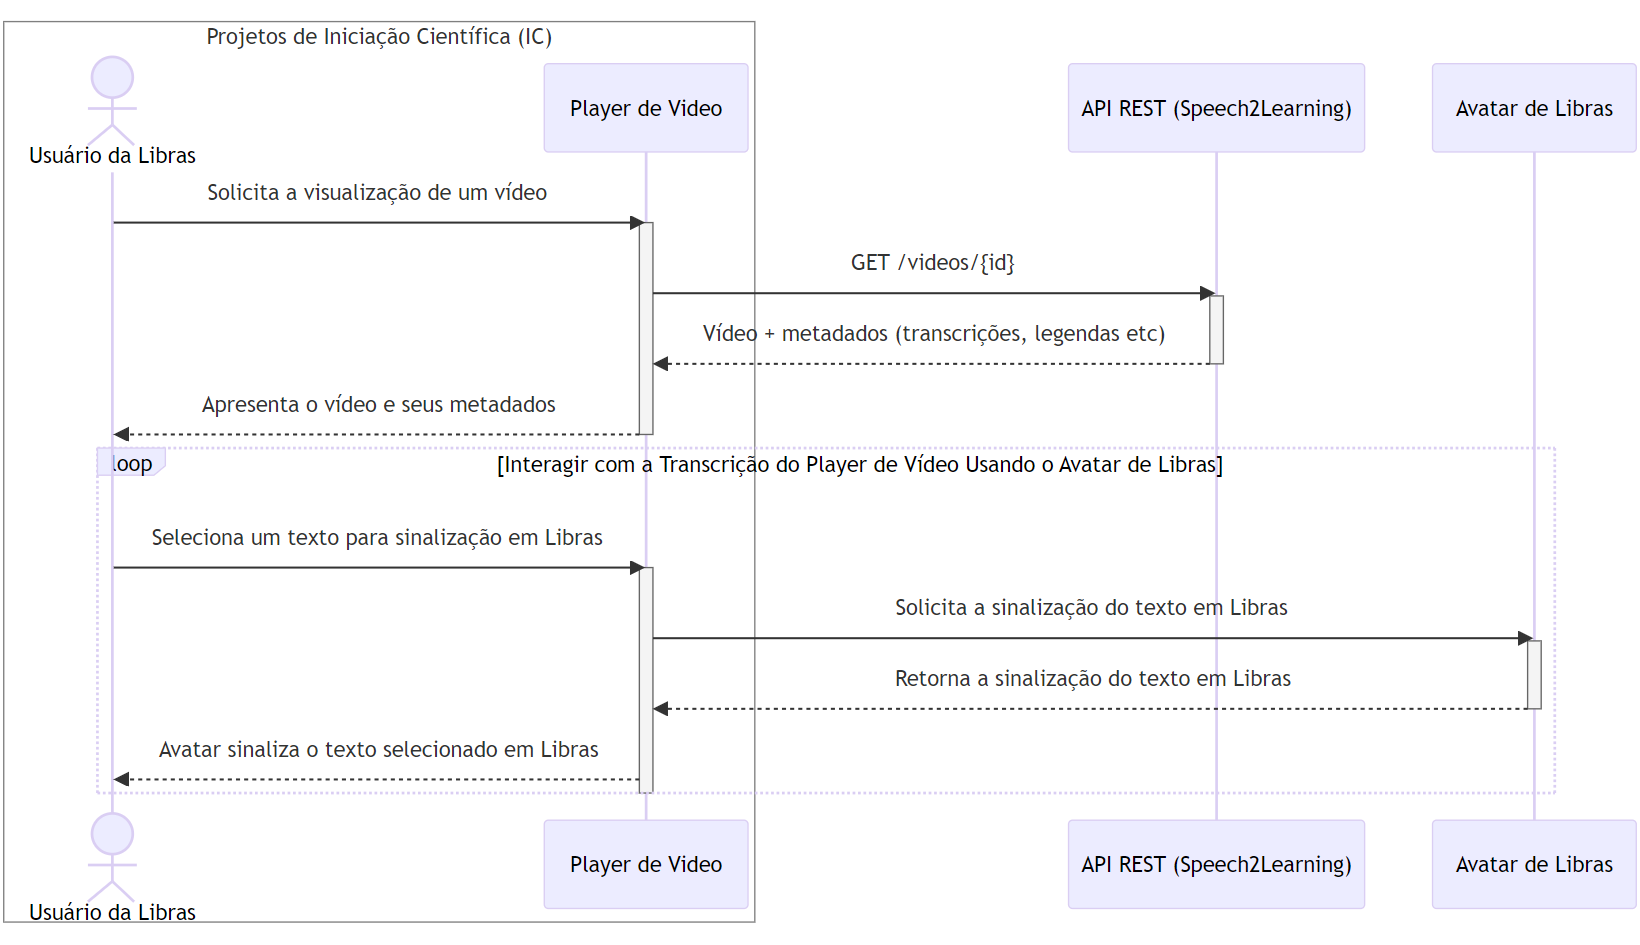 Projetos de Iniciação Científica (IC)
Usuário da Libras
Player de Video
API REST (Speech2Learning)
Avatar de Libras
Solicita a visualização de um vídeo
GET /videos/{id}
Vídeo + metadados (transcrições, legendas etc)
Apresenta o vídeo e seus metadados
loop
[Interagir com a Transcrição do Player de Vídeo Usando o Avatar de Libras]
Seleciona um texto para sinalização em Libras
Solicita a sinalização do texto em Libras
Retorna a sinalização do texto em Libras
Avatar sinaliza o texto selecionado em Libras
Usuário da Libras
Player de Video
API REST (Speech2Learning)
Avatar de Libras